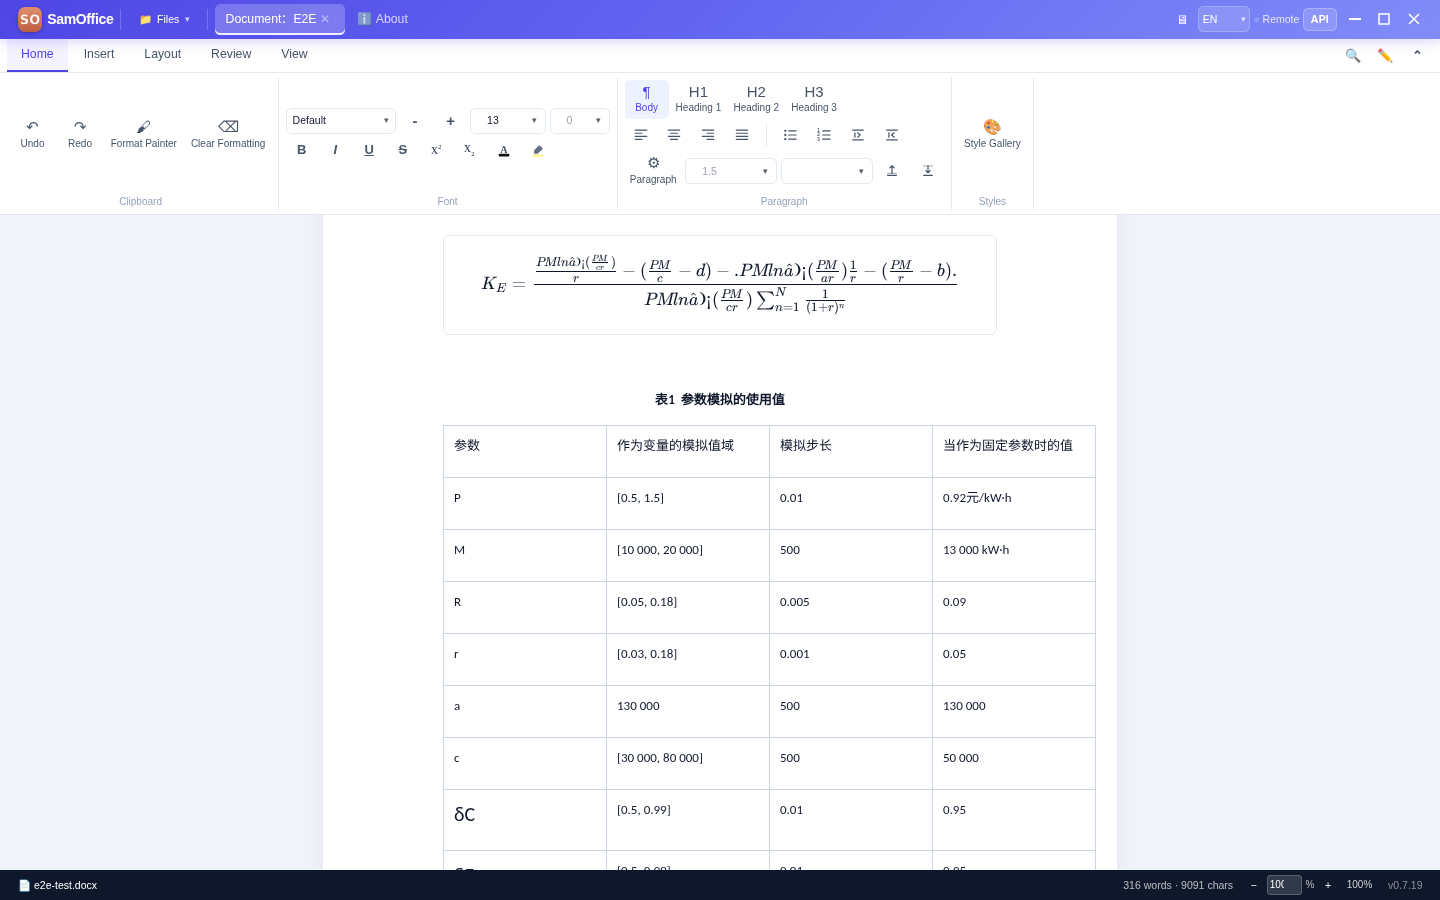 SO SamOffice 📁 Files ▾ Document：E2E ✕ ℹ️ About EN ▾ Remote API
Home Insert Layout Review View
Undo Redo Format Painter Clear Formatting
Clipboard
Default - + 13 0
B I U S X² X₂ A
Font
¶ H1 H2 H3
Body Heading 1 Heading 2 Heading 3
Paragraph 1.5
Paragraph
Style Gallery
Styles
表1 参数模拟的使用值
参数 作为变量的模拟值域 模拟步长 当作为固定参数时的值
P [0.5, 1.5] 0.01 0.92元/kW·h
M [10 000, 20 000] 500 13 000 kW·h
R [0.05, 0.18] 0.005 0.09
r [0.03, 0.18] 0.001 0.05
a 130 000 500 130 000
c [30 000, 80 000] 500 50 000
δC [0.5, 0.99] 0.01 0.95
e2e-test.docx 316 words · 9091 chars − 100 % + 100% v0.7.19